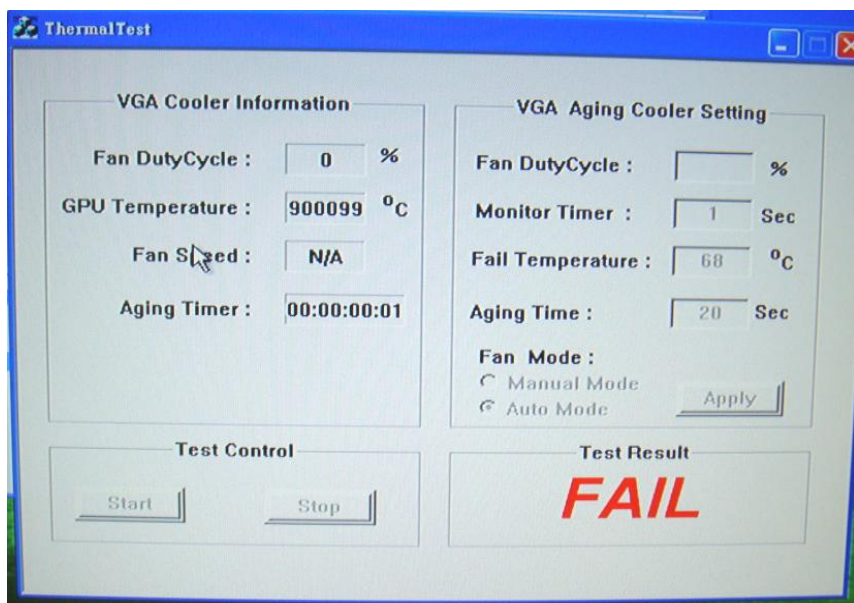 ThermalTest
VGA Cooler Information
Fan DutyCycle : 0 %
GPU Temperature : 900099 °C
Fan Speed : N/A
Aging Timer : 00:00:00:01
VGA Aging Cooler Setting
Fan DutyCycle : %
Monitor Timer : 1 Sec
Fail Temperature : 68 °C
Aging Time : 20 Sec
Fan Mode :
Manual Mode
Auto Mode
Apply
Test Control
Start Stop
Test Result
FAIL